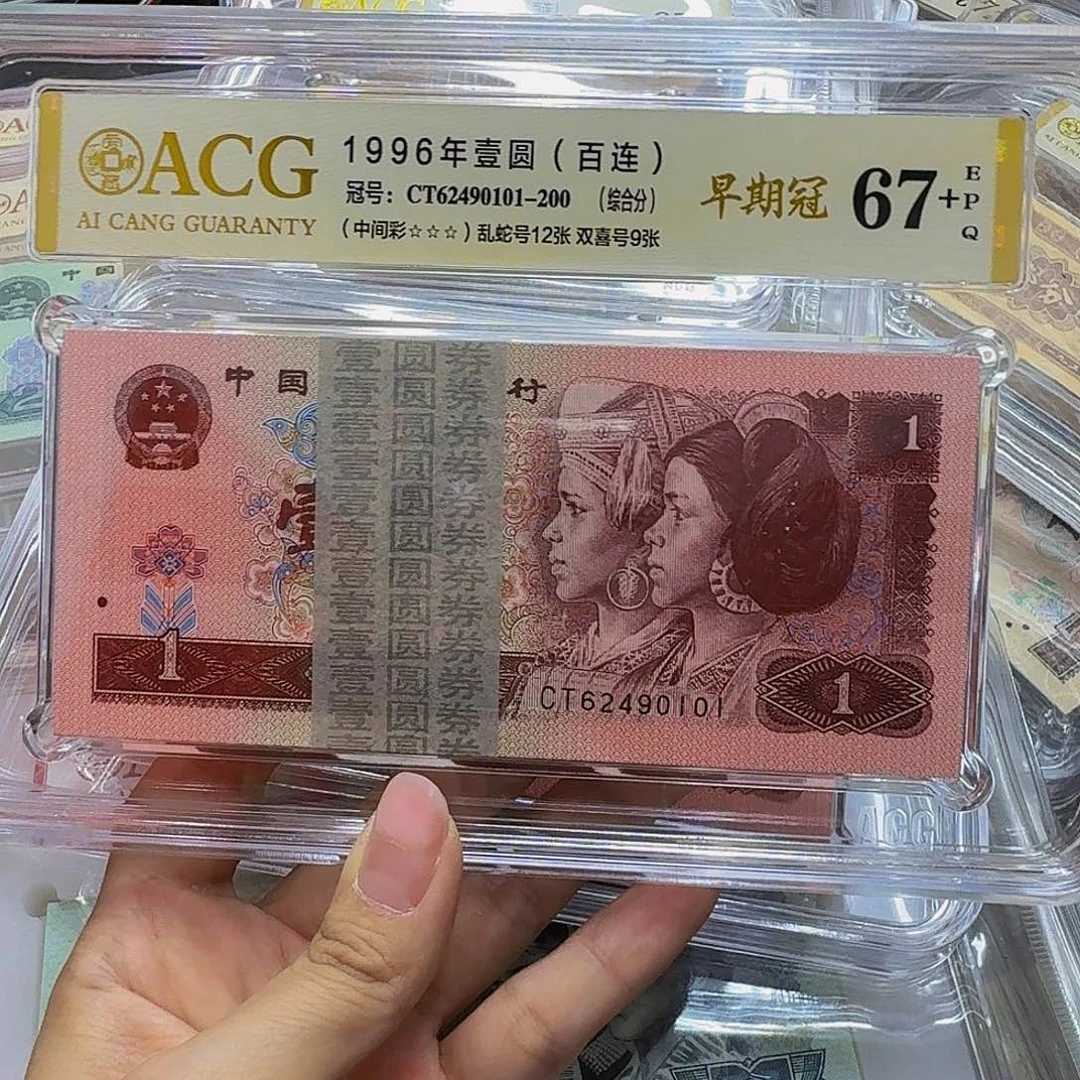 ACG
AI CANG GUARANTY
1996年壹圆（百连）
冠号：CT62490101-200 (综合分)
（中间彩☆☆☆）乱蛇号12张 双喜号9张
早期冠
67+
E
P
Q
中国
行
壹
壹圆券
壹圆券
壹圆券
壹圆券
壹圆券
壹圆券
壹圆券
壹圆券
壹圆券
壹圆券
壹圆券
1
1
CT62490101
1
ACG